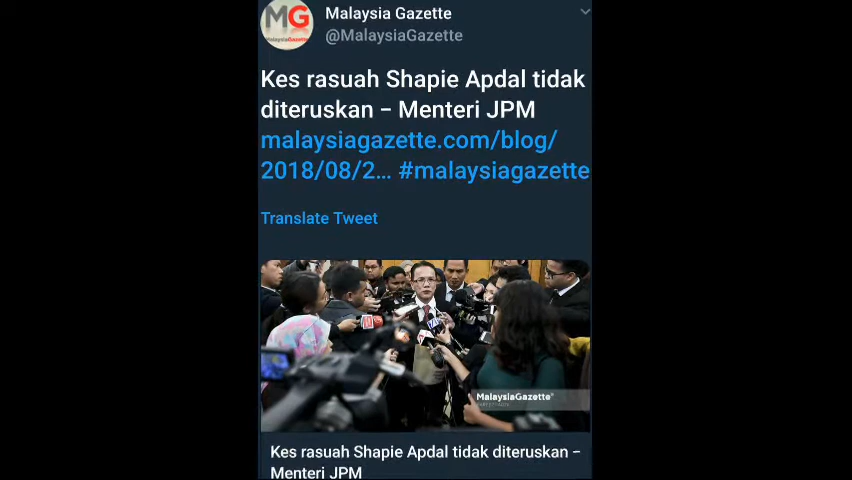 MG
MalaysiaGazette
Malaysia Gazette
@MalaysiaGazette
Kes rasuah Shapie Apdal tidak
diteruskan – Menteri JPM
malaysiagazette.com/blog/
2018/08/2... #malaysiagazette
Translate Tweet
MalaysiaGazette
Kes rasuah Shapie Apdal tidak diteruskan –
Menteri JPM